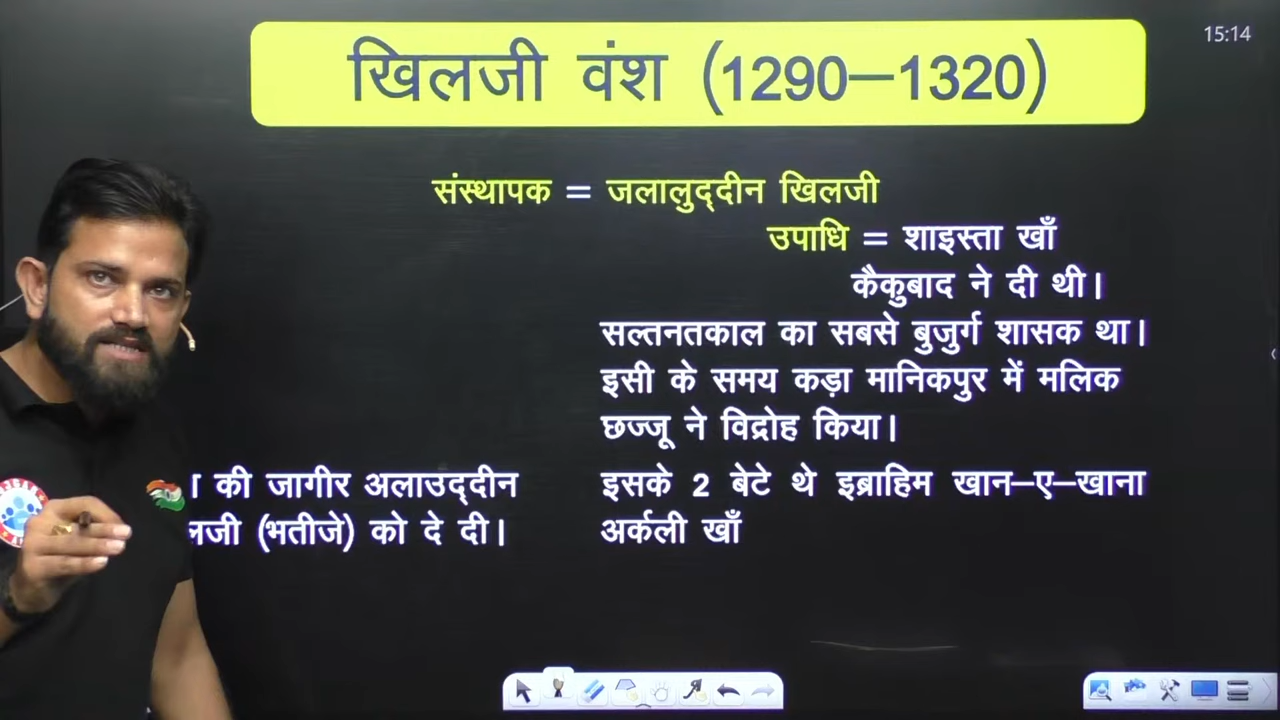 15:14
खिलजी वंश (1290–1320)
संस्थापक = जलालुद्दीन खिलजी
उपाधि = शाइस्ता खाँ
कैकुबाद ने दी थी।
सल्तनतकाल का सबसे बुजुर्ग शासक था।
इसी के समय कड़ा मानिकपुर में मलिक
छज्जू ने विद्रोह किया।
की जागीर अलाउद्दीन
(भतीजे) को दे दी।
इसके 2 बेटे थे इब्राहिम खान–ए–खाना
अर्कली खाँ